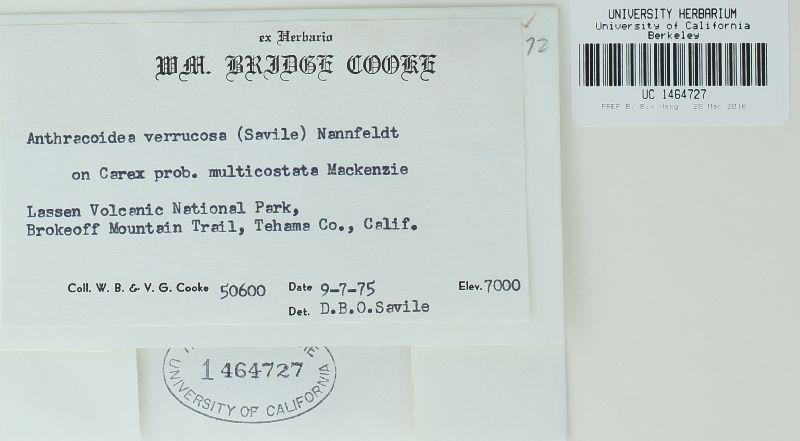 ex Herbario
WM. BRIDGE COOKE
72
Anthracoidea verrucosa (Savile) Nannfeldt
on Carex prob. multicostata Mackenzie
Lassen Volcanic National Park,
Brokeoff Mountain Trail, Tehama Co., Calif.
Coll. W. B. & V. G. Cooke 50600 Date 9-7-75 Elev. 7000
Det. D.B.O.Savile
1464727
UNIVERSITY OF CALIFORNIA
UNIVERSITY HERBARIUM
University of California
Berkeley
UC 1464727